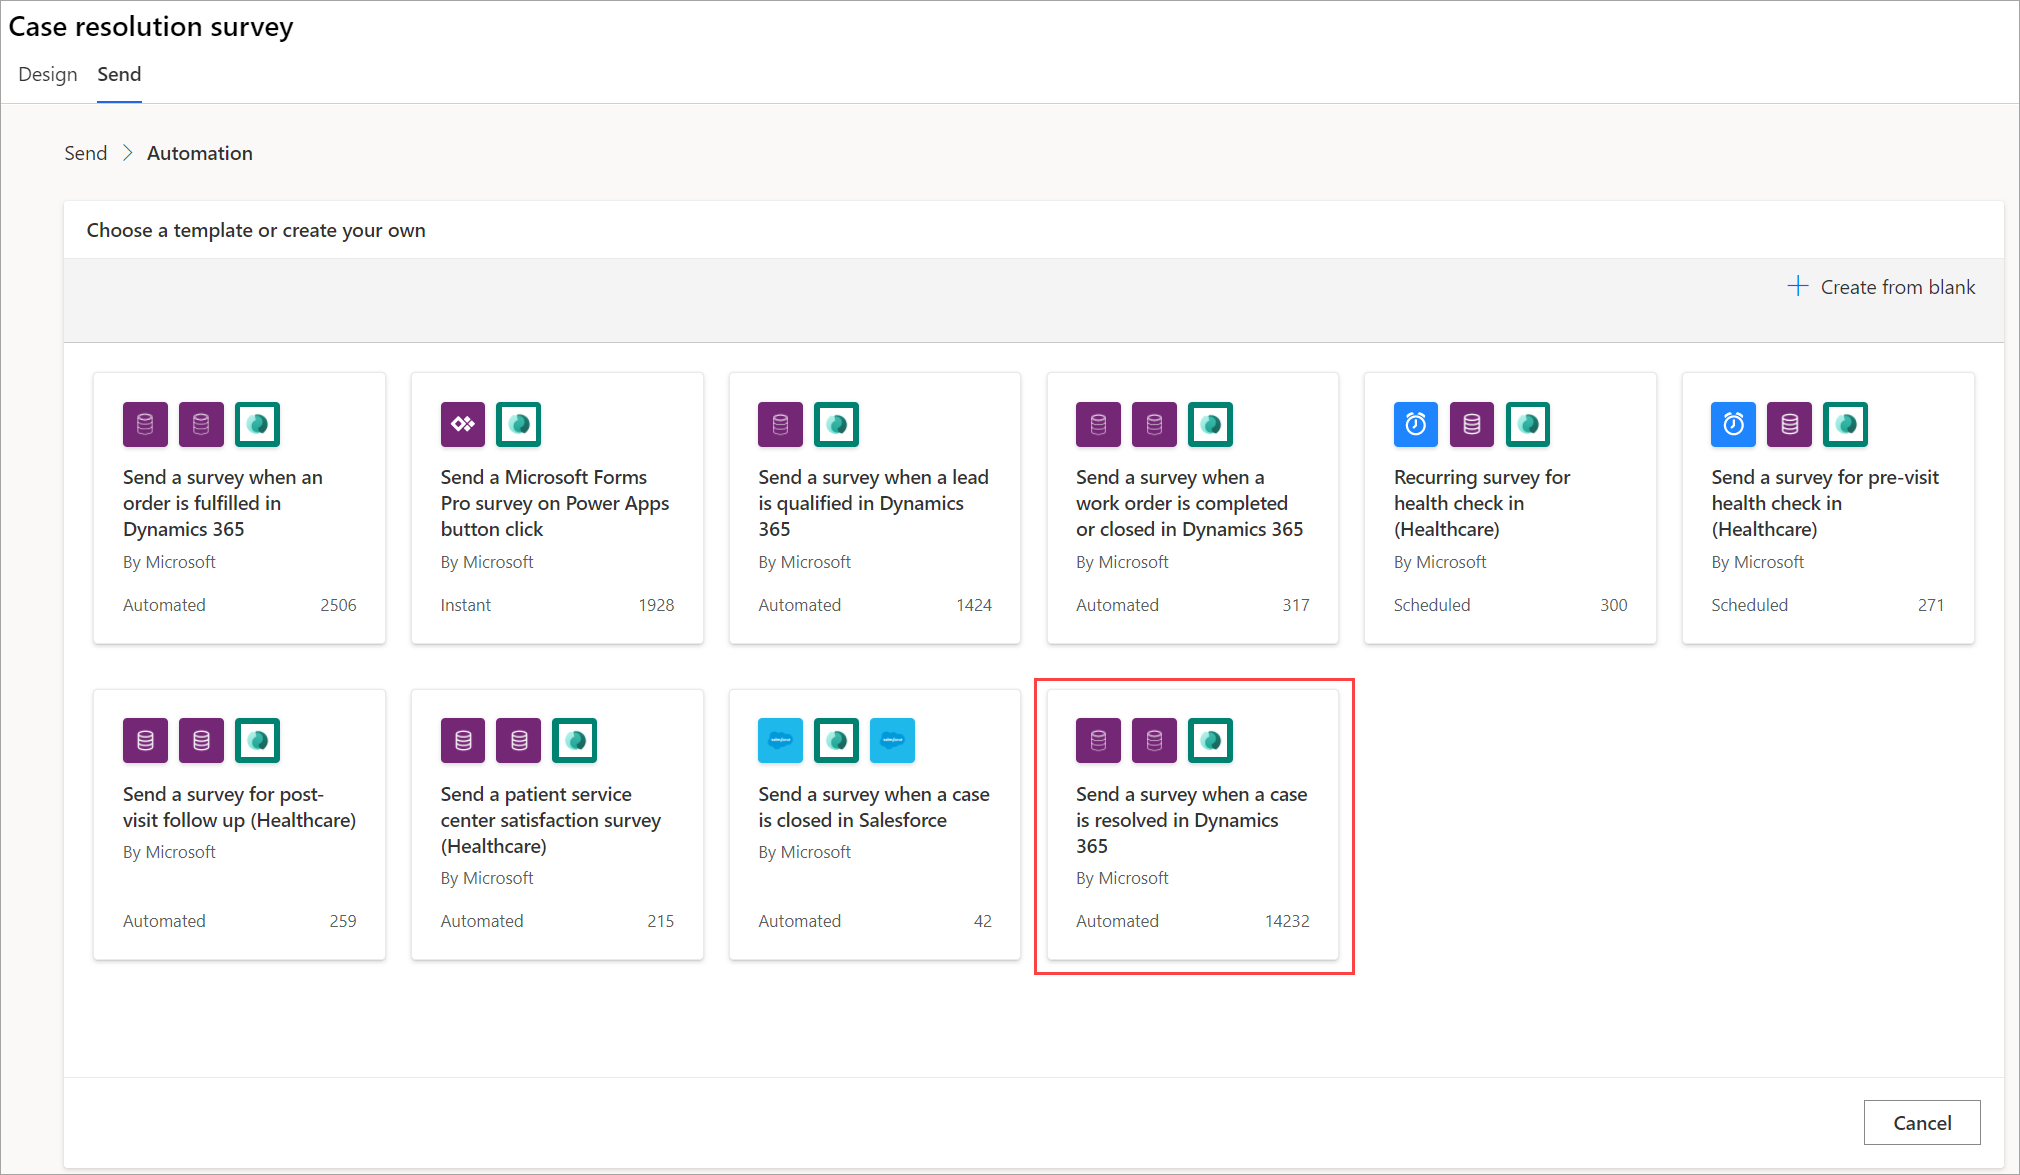 Case resolution survey
Design Send
Send > Automation
Choose a template or create your own
+ Create from blank
Send a survey when an
order is fulfilled in
Dynamics 365
By Microsoft
Automated 2506
Send a Microsoft Forms
Pro survey on Power Apps
button click
By Microsoft
Instant 1928
Send a survey when a lead
is qualified in Dynamics
365
By Microsoft
Automated 1424
Send a survey when a
work order is completed
or closed in Dynamics 365
By Microsoft
Automated 317
Recurring survey for
health check in
(Healthcare)
By Microsoft
Scheduled 300
Send a survey for pre-visit
health check in
(Healthcare)
By Microsoft
Scheduled 271
Send a survey for post-
visit follow up (Healthcare)
By Microsoft
Automated 259
Send a patient service
center satisfaction survey
(Healthcare)
By Microsoft
Automated 215
salesforce
salesforce
Send a survey when a case
is closed in Salesforce
By Microsoft
Automated 42
Send a survey when a case
is resolved in Dynamics
365
By Microsoft
Automated 14232
Cancel